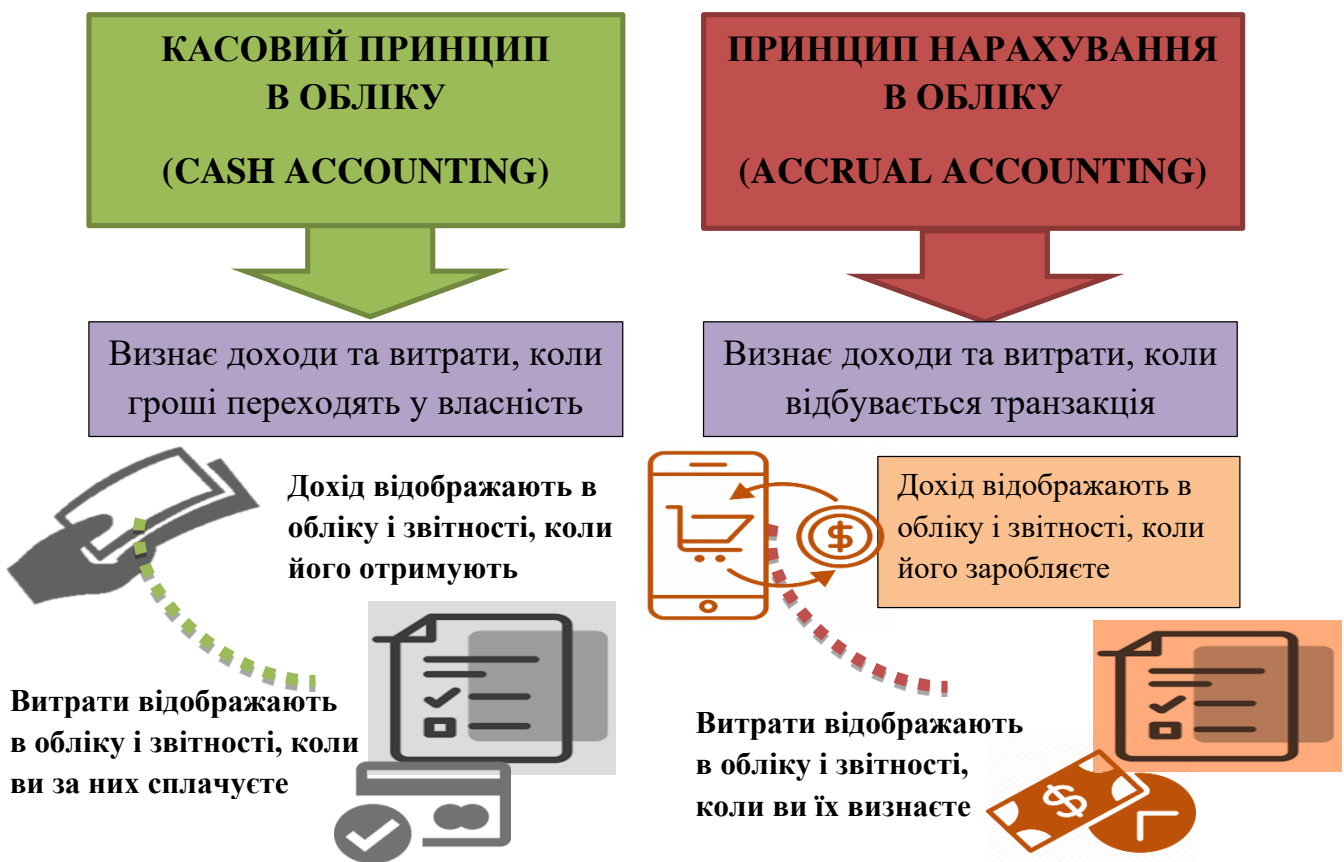 КАСОВИЙ ПРИНЦИП
В ОБЛІКУ
(CASH ACCOUNTING)
Визнає доходи та витрати, коли
гроші переходять у власність
Дохід відображають в
обліку і звітності, коли
його отримують
Витрати відображають
в обліку і звітності, коли
ви за них сплачуєте
ПРИНЦИП НАРАХУВАННЯ
В ОБЛІКУ
(ACCRUAL ACCOUNTING)
Визнає доходи та витрати, коли
відбувається транзакція
$
Дохід відображають в
обліку і звітності, коли
його заробляєте
Витрати відображають
в обліку і звітності,
коли ви їх визнаєте
$